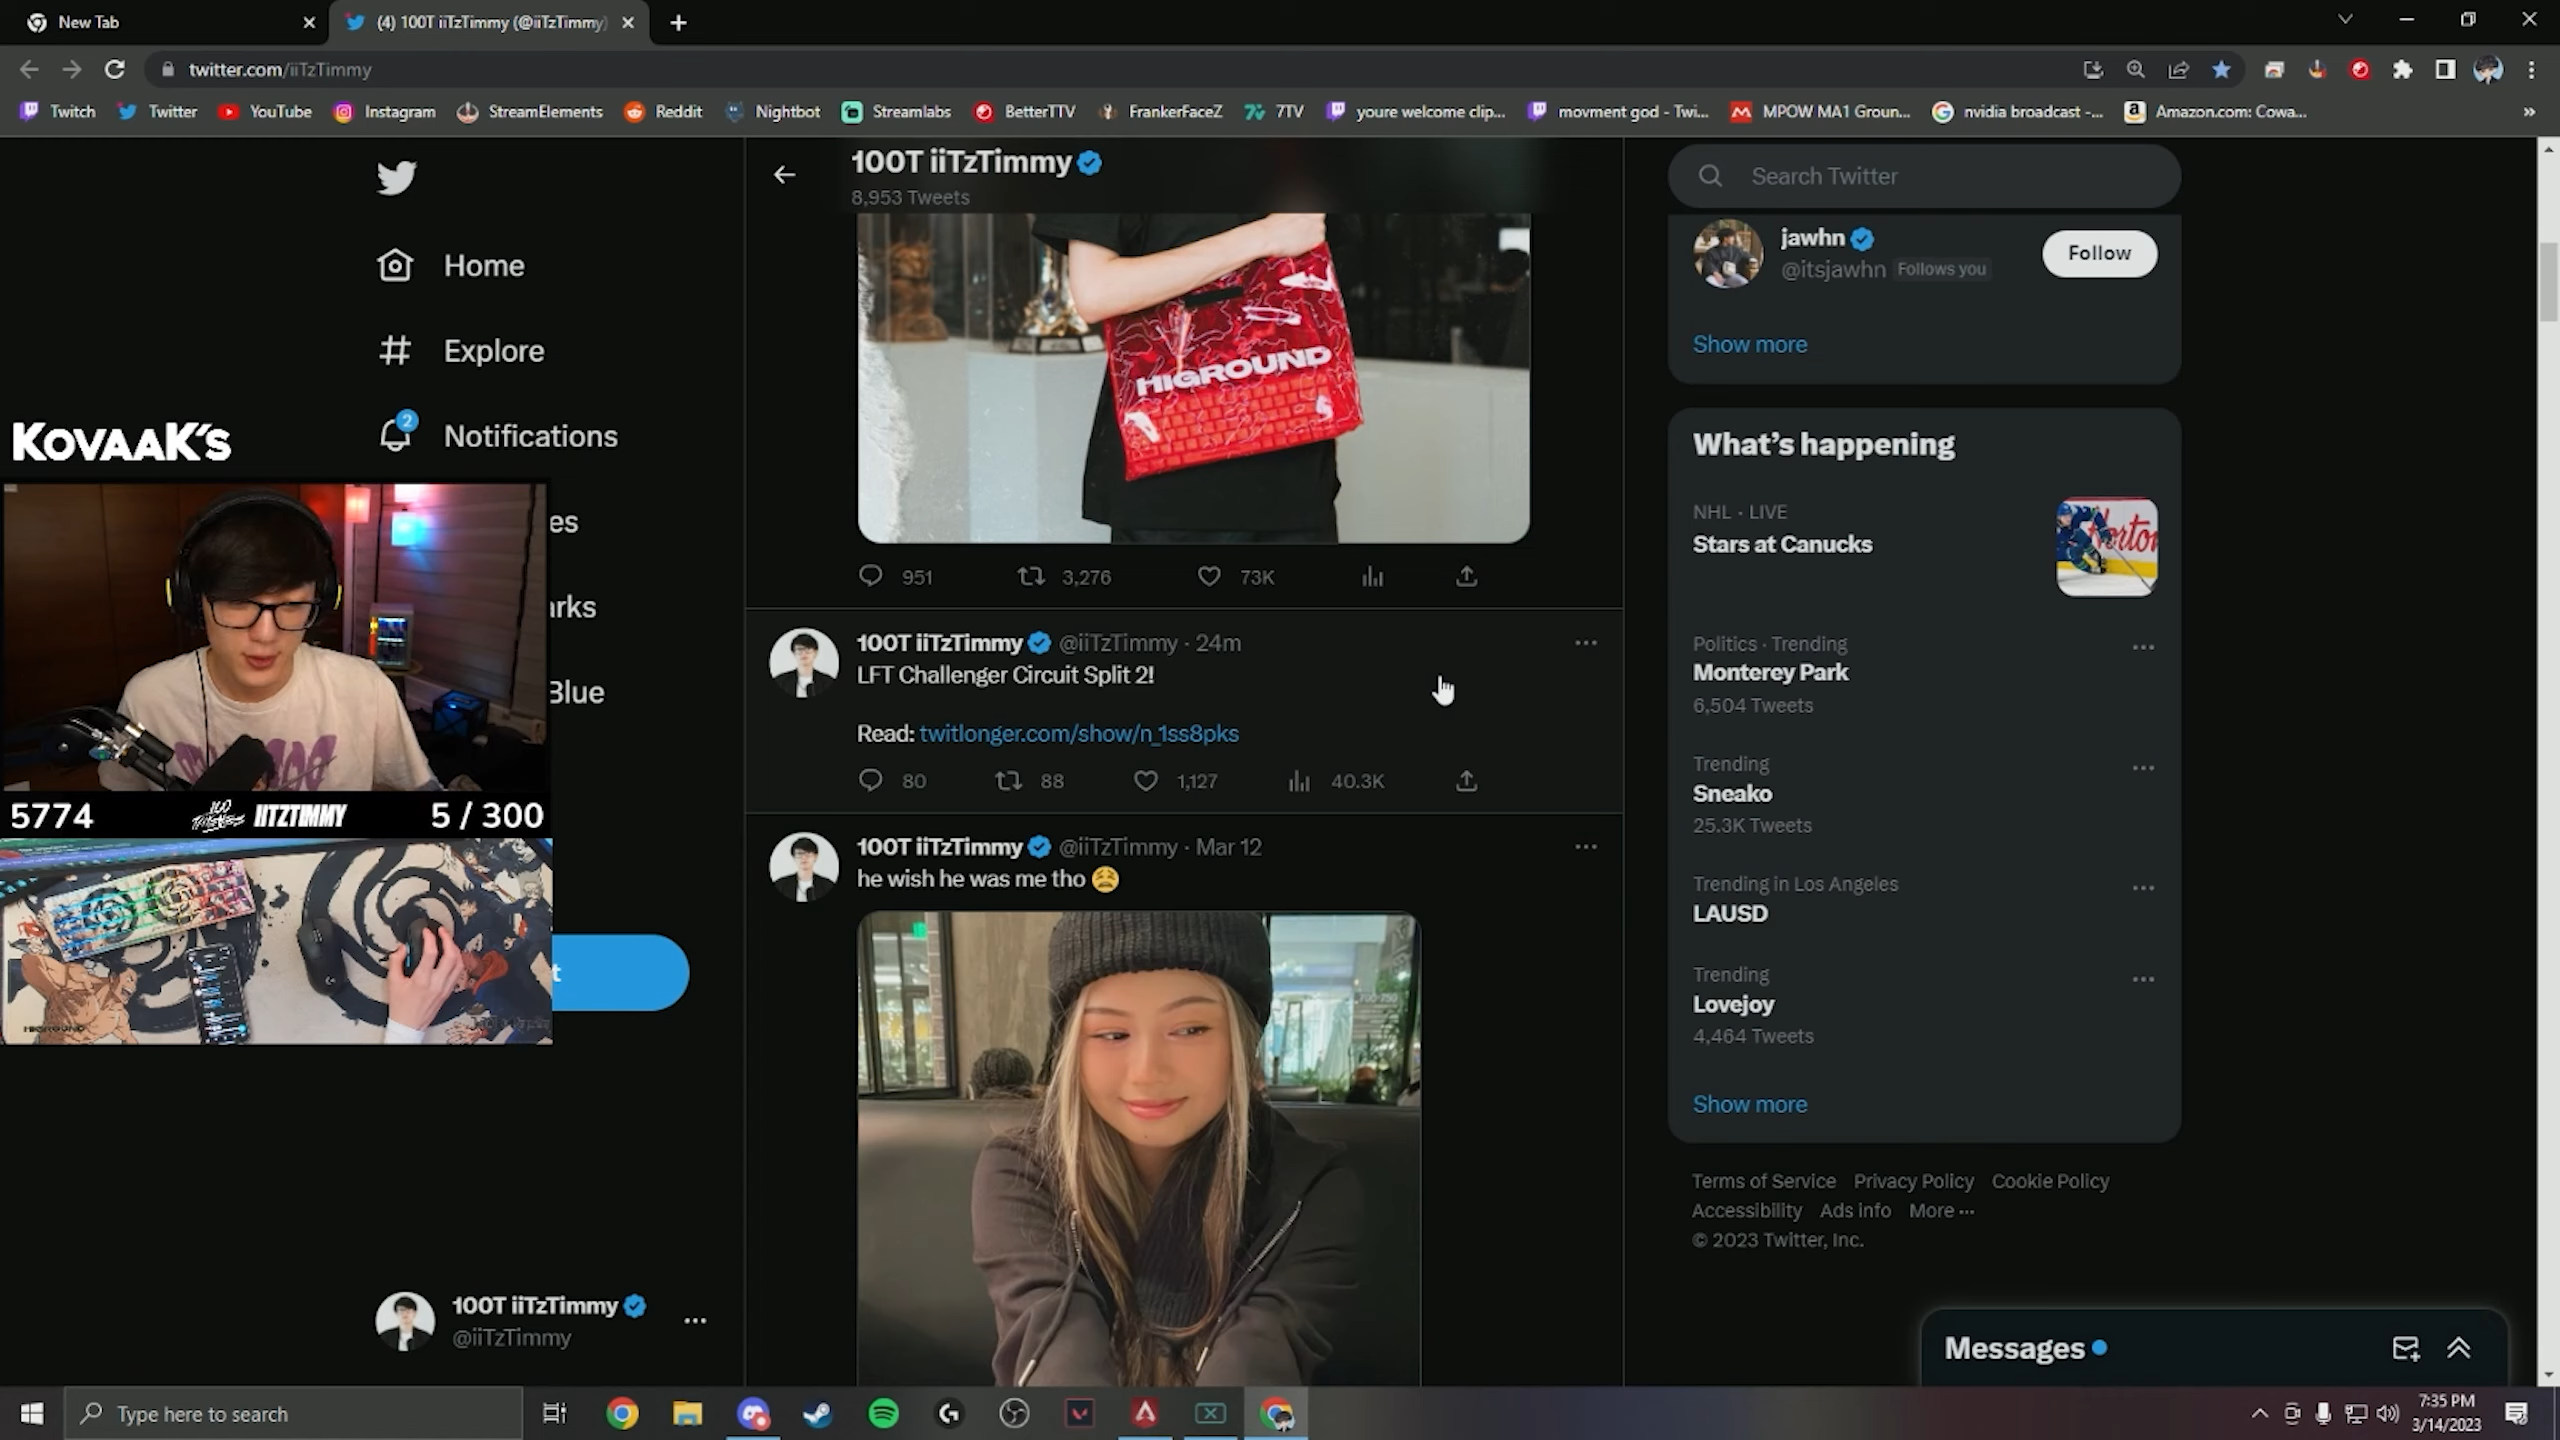 New Tab
(4) 100T iiTzTimmy (@iiTzTimmy)
twitter.com/iiTzTimmy
Twitch
Twitter
YouTube
Instagram
StreamElements
Reddit
Nightbot
Streamlabs
BetterTTV
FrankerFaceZ
7TV
youre welcome clip...
movment god - Twi...
MPOW MA1 Groun...
nvidia broadcast -...
Amazon.com: Cowa...
Home
Explore
2
Notifications
es
arks
Blue
t
KOVAAK'S
5774
100 IITZTIMMY
5 / 300
HIGROUND
100T iiTzTimmy
@iiTzTimmy
100T iiTzTimmy
8,953 Tweets
HIGROUND
951
3,276
73K
100T iiTzTimmy @iiTzTimmy · 24m
LFT Challenger Circuit Split 2!
Read: twitlonger.com/show/n_1ss8pks
80
88
1,127
40.3K
100T iiTzTimmy @iiTzTimmy · Mar 12
he wish he was me tho
Search Twitter
jawhn
@itsjawhn Follows you
Follow
Show more
What's happening
NHL · LIVE
Stars at Canucks
Politics · Trending
Monterey Park
6,504 Tweets
Trending
Sneako
25.3K Tweets
Trending in Los Angeles
LAUSD
Trending
Lovejoy
4,464 Tweets
Show more
Terms of Service Privacy Policy Cookie Policy
Accessibility Ads info More ...
© 2023 Twitter, Inc.
Messages
Type here to search
7:35 PM
3/14/2023